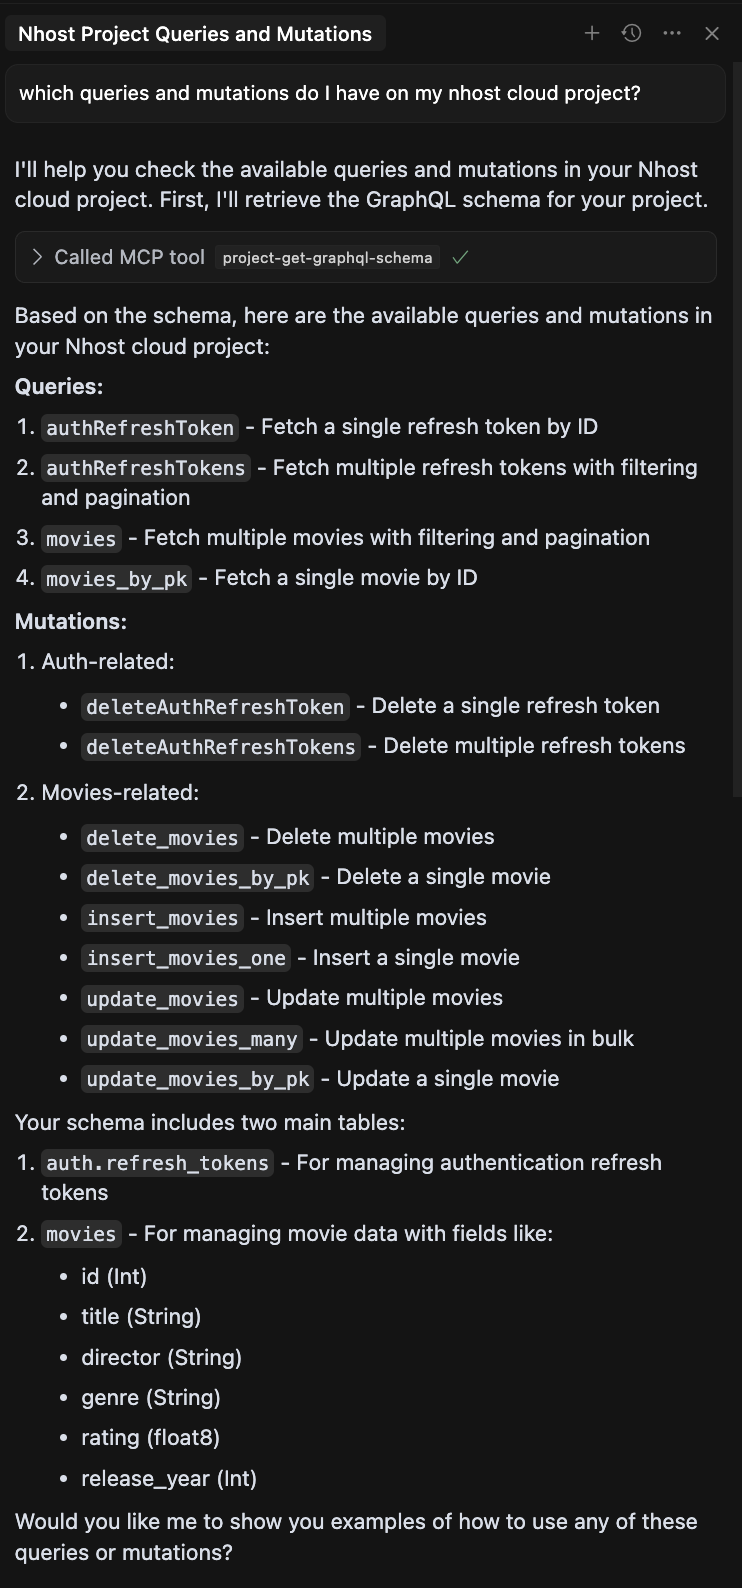 Nhost Project Queries and Mutations
which queries and mutations do I have on my nhost cloud project?
I'll help you check the available queries and mutations in your Nhost
cloud project. First, I'll retrieve the GraphQL schema for your project.
Called MCP tool project-get-graphql-schema
Based on the schema, here are the available queries and mutations in
your Nhost cloud project:
Queries:
1. authRefreshToken - Fetch a single refresh token by ID
2. authRefreshTokens - Fetch multiple refresh tokens with filtering
and pagination
3. movies - Fetch multiple movies with filtering and pagination
4. movies_by_pk - Fetch a single movie by ID
Mutations:
1. Auth-related:
• deleteAuthRefreshToken - Delete a single refresh token
• deleteAuthRefreshTokens - Delete multiple refresh tokens
2. Movies-related:
• delete_movies - Delete multiple movies
• delete_movies_by_pk - Delete a single movie
• insert_movies - Insert multiple movies
• insert_movies_one - Insert a single movie
• update_movies - Update multiple movies
• update_movies_many - Update multiple movies in bulk
• update_movies_by_pk - Update a single movie
Your schema includes two main tables:
1. auth.refresh_tokens - For managing authentication refresh
tokens
2. movies - For managing movie data with fields like:
• id (Int)
• title (String)
• director (String)
• genre (String)
• rating (float8)
• release_year (Int)
Would you like me to show you examples of how to use any of these
queries or mutations?